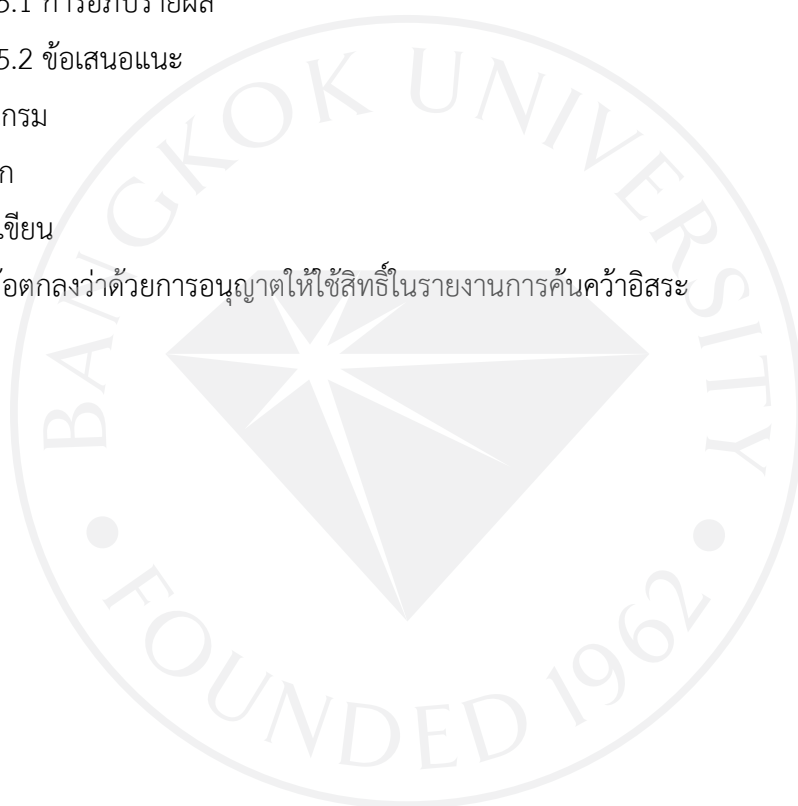 5.1 การอภิปรายผล
5.2 ข้อเสนอแนะ
กรม
ก
เขียน
้อตกลงว่าด้วยการอนุญาตให้ใช้สิทธิ์ในรายงานการค้นคว้าอิสระ
BANGKOK UNIVERSITY
• FOUNDED 1962 •